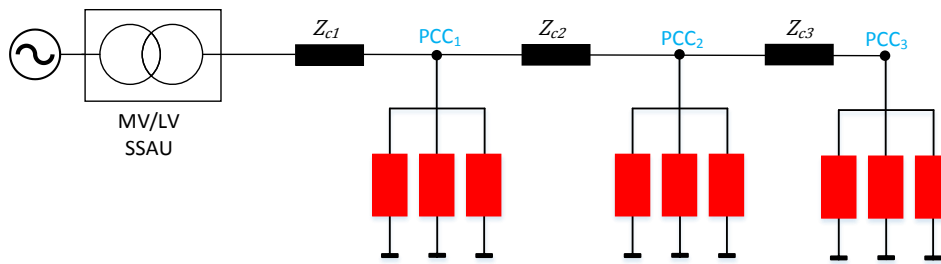 Zc1
PCC1
Zc2
PCC2
Zc3
PCC3
MV/LV
SSAU